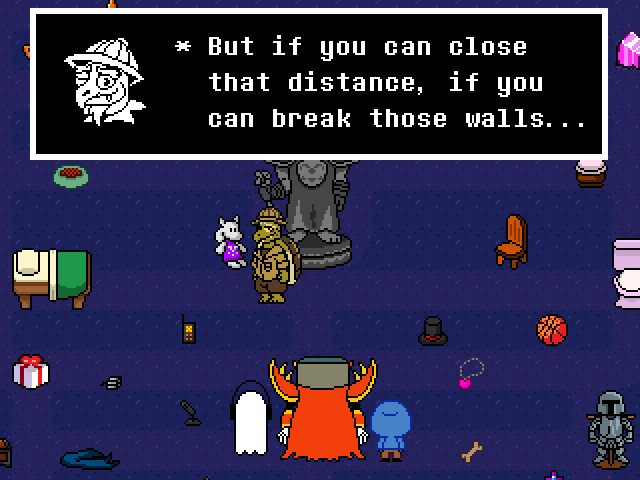 * But if you can close
that distance, if you
can break those walls...